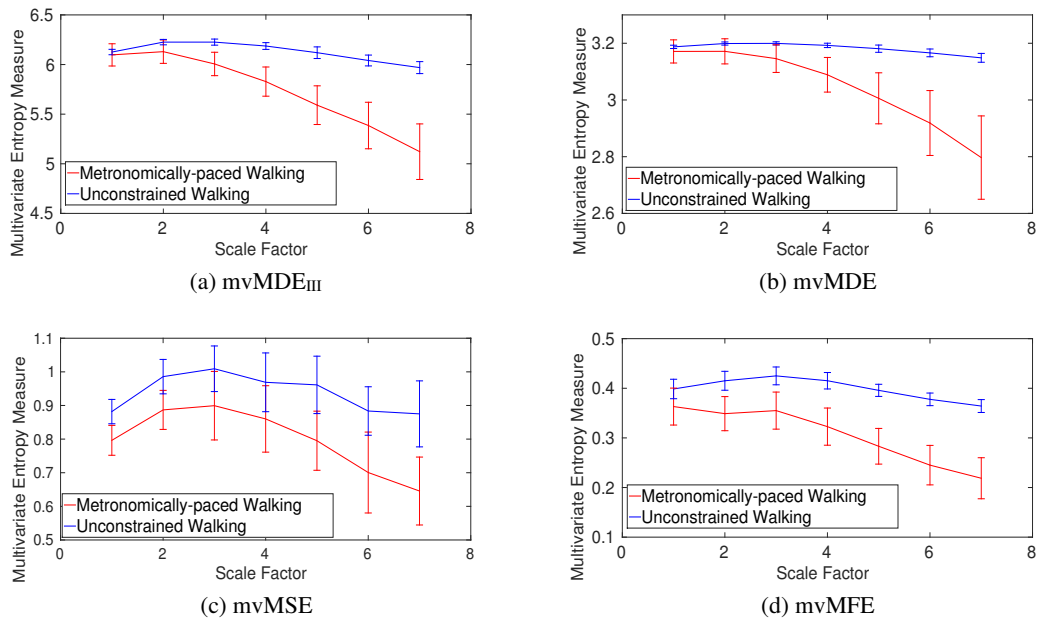 6.5
6
5.5
5
4.5
Multivariate Entropy Measure
Metronomically-paced Walking
Unconstrained Walking
0 2 4 6 8
Scale Factor
(a) mvMDEIII
3.2
3
2.8
2.6
Multivariate Entropy Measure
Metronomically-paced Walking
Unconstrained Walking
0 2 4 6 8
Scale Factor
(b) mvMDE
1.1
1
0.9
0.8
0.7
0.6
0.5
Multivariate Entropy Measure
Metronomically-paced Walking
Unconstrained Walking
0 2 4 6 8
Scale Factor
(c) mvMSE
0.5
0.4
0.3
0.2
0.1
Multivariate Entropy Measure
Metronomically-paced Walking
Unconstrained Walking
0 2 4 6 8
Scale Factor
(d) mvMFE